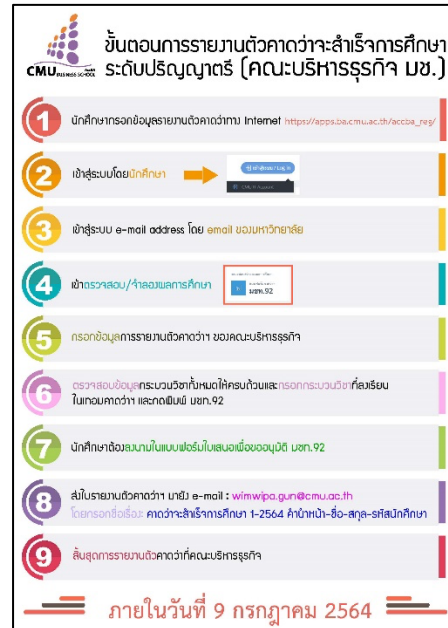 CMU BUSINESS SCHOOL
ขั้นตอนการรายงานตัวคาดว่าจะสำเร็จการศึกษา
ระดับปริญญาตรี (คณะบริหารธุรกิจ มช.)
1 นักศึกษากรอกข้อมูลรายงานตัวคาดว่าทาง Internet https://apps.ba.cmu.ac.th/accba_reg/
2 เข้าสู่ระบบโดยนักศึกษา
3 เข้าสู่ระบบ e-mail address โดย email ของมหาวิทยาลัย
4 เข้าตรวจสอบ/จำลองผลการศึกษา
มชท.92
5 กรอกข้อมูลการรายงานตัวคาดว่าฯ ของคณะบริหารธุรกิจ
6 ตรวจสอบข้อมูลกระบวนวิชาทั้งหมดให้ครบถ้วนและกรอกกระบวนวิชาที่ลงเรียน
ในเทอมคาดว่าฯ และกดพิมพ์ มชท.92
7 นักศึกษาต้องลงนามในแบบฟอร์มใบเสนอเพื่อขออนุมัติ มชท.92
8 ส่งใบรายงานตัวคาดว่าฯ มายัง e-mail : wimwipa.gun@cmu.ac.th
โดยกรอกชื่อเรื่อง: คาดว่าจะสำเร็จการศึกษา 1-2564 คำนำหน้า-ชื่อ-สกุล-รหัสนักศึกษา
9 สิ้นสุดการรายงานตัวคาดว่าที่คณะบริหารธุรกิจ
ภายในวันที่ 9 กรกฎาคม 2564